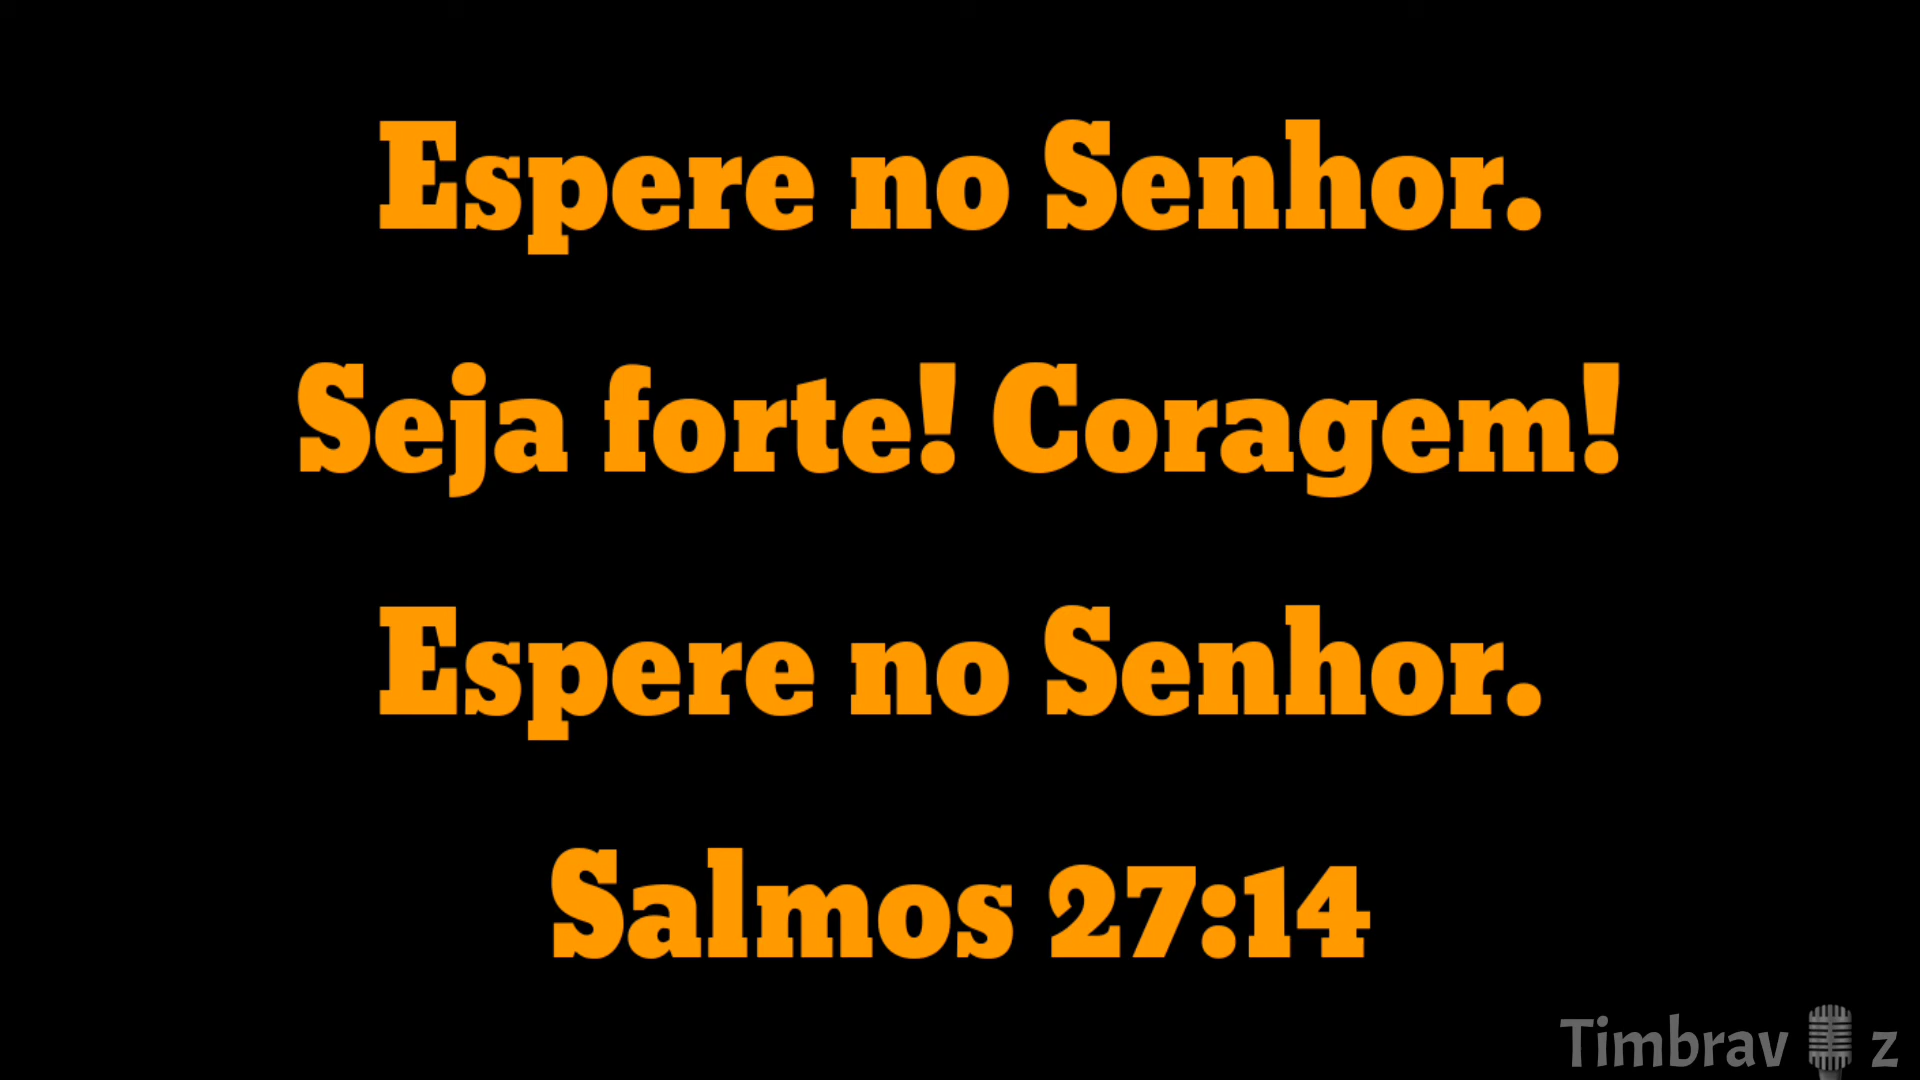 Espere no Senhor.
Seja forte! Coragem!
Espere no Senhor.
Salmos 27:14
Timbrav z